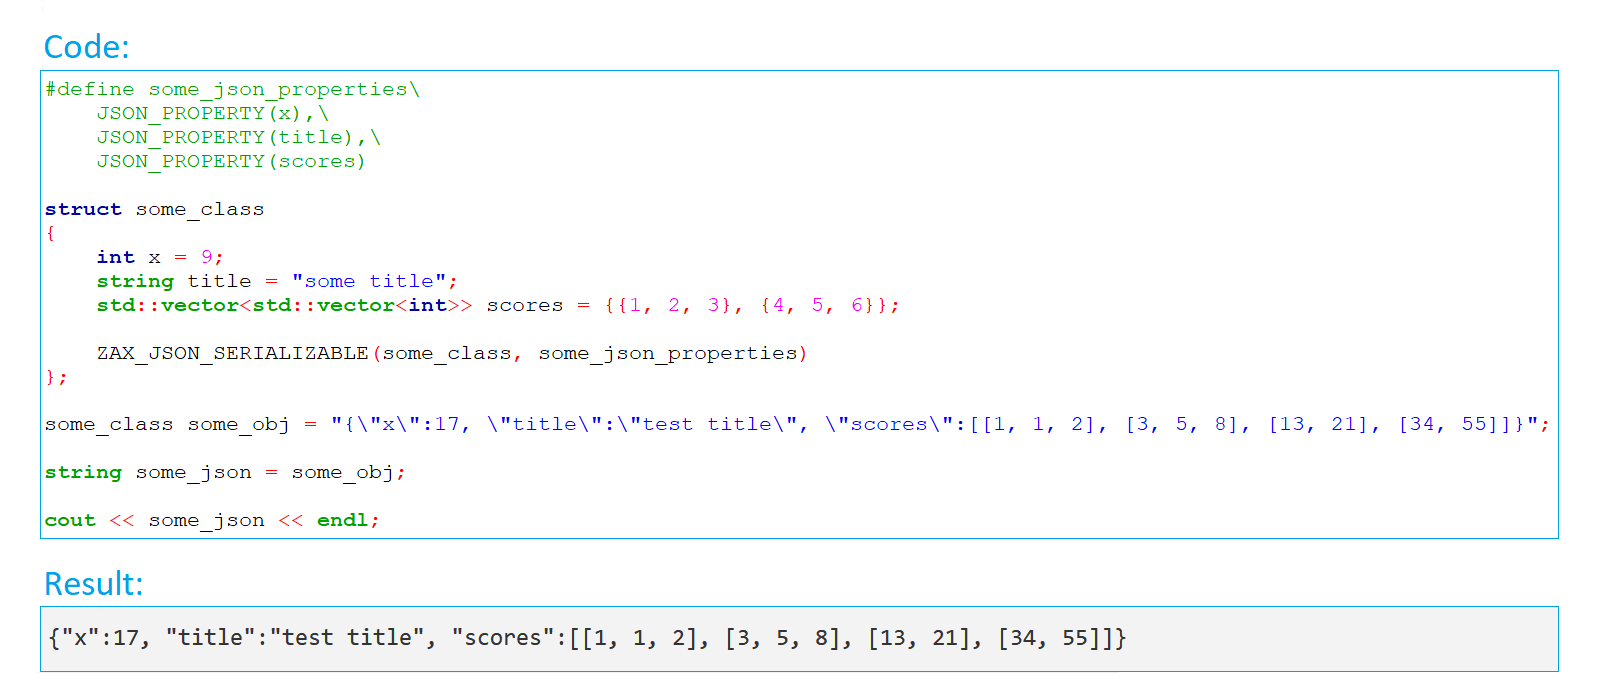 Code:
#define some_json_properties\
    JSON_PROPERTY(x),\
    JSON_PROPERTY(title),\
    JSON_PROPERTY(scores)
struct some_class
{
    int x = 9;
    string title = "some title";
    std::vector<std::vector<int>> scores = {{1, 2, 3}, {4, 5, 6}};
    ZAX_JSON_SERIALIZABLE(some_class, some_json_properties)
};
some_class some_obj = "{\"x\":17, \"title\":\"test title\", \"scores\":[[1, 1, 2], [3, 5, 8], [13, 21], [34, 55]]}";
string some_json = some_obj;
cout << some_json << endl;
Result:
{"x":17, "title":"test title", "scores":[[1, 1, 2], [3, 5, 8], [13, 21], [34, 55]]}